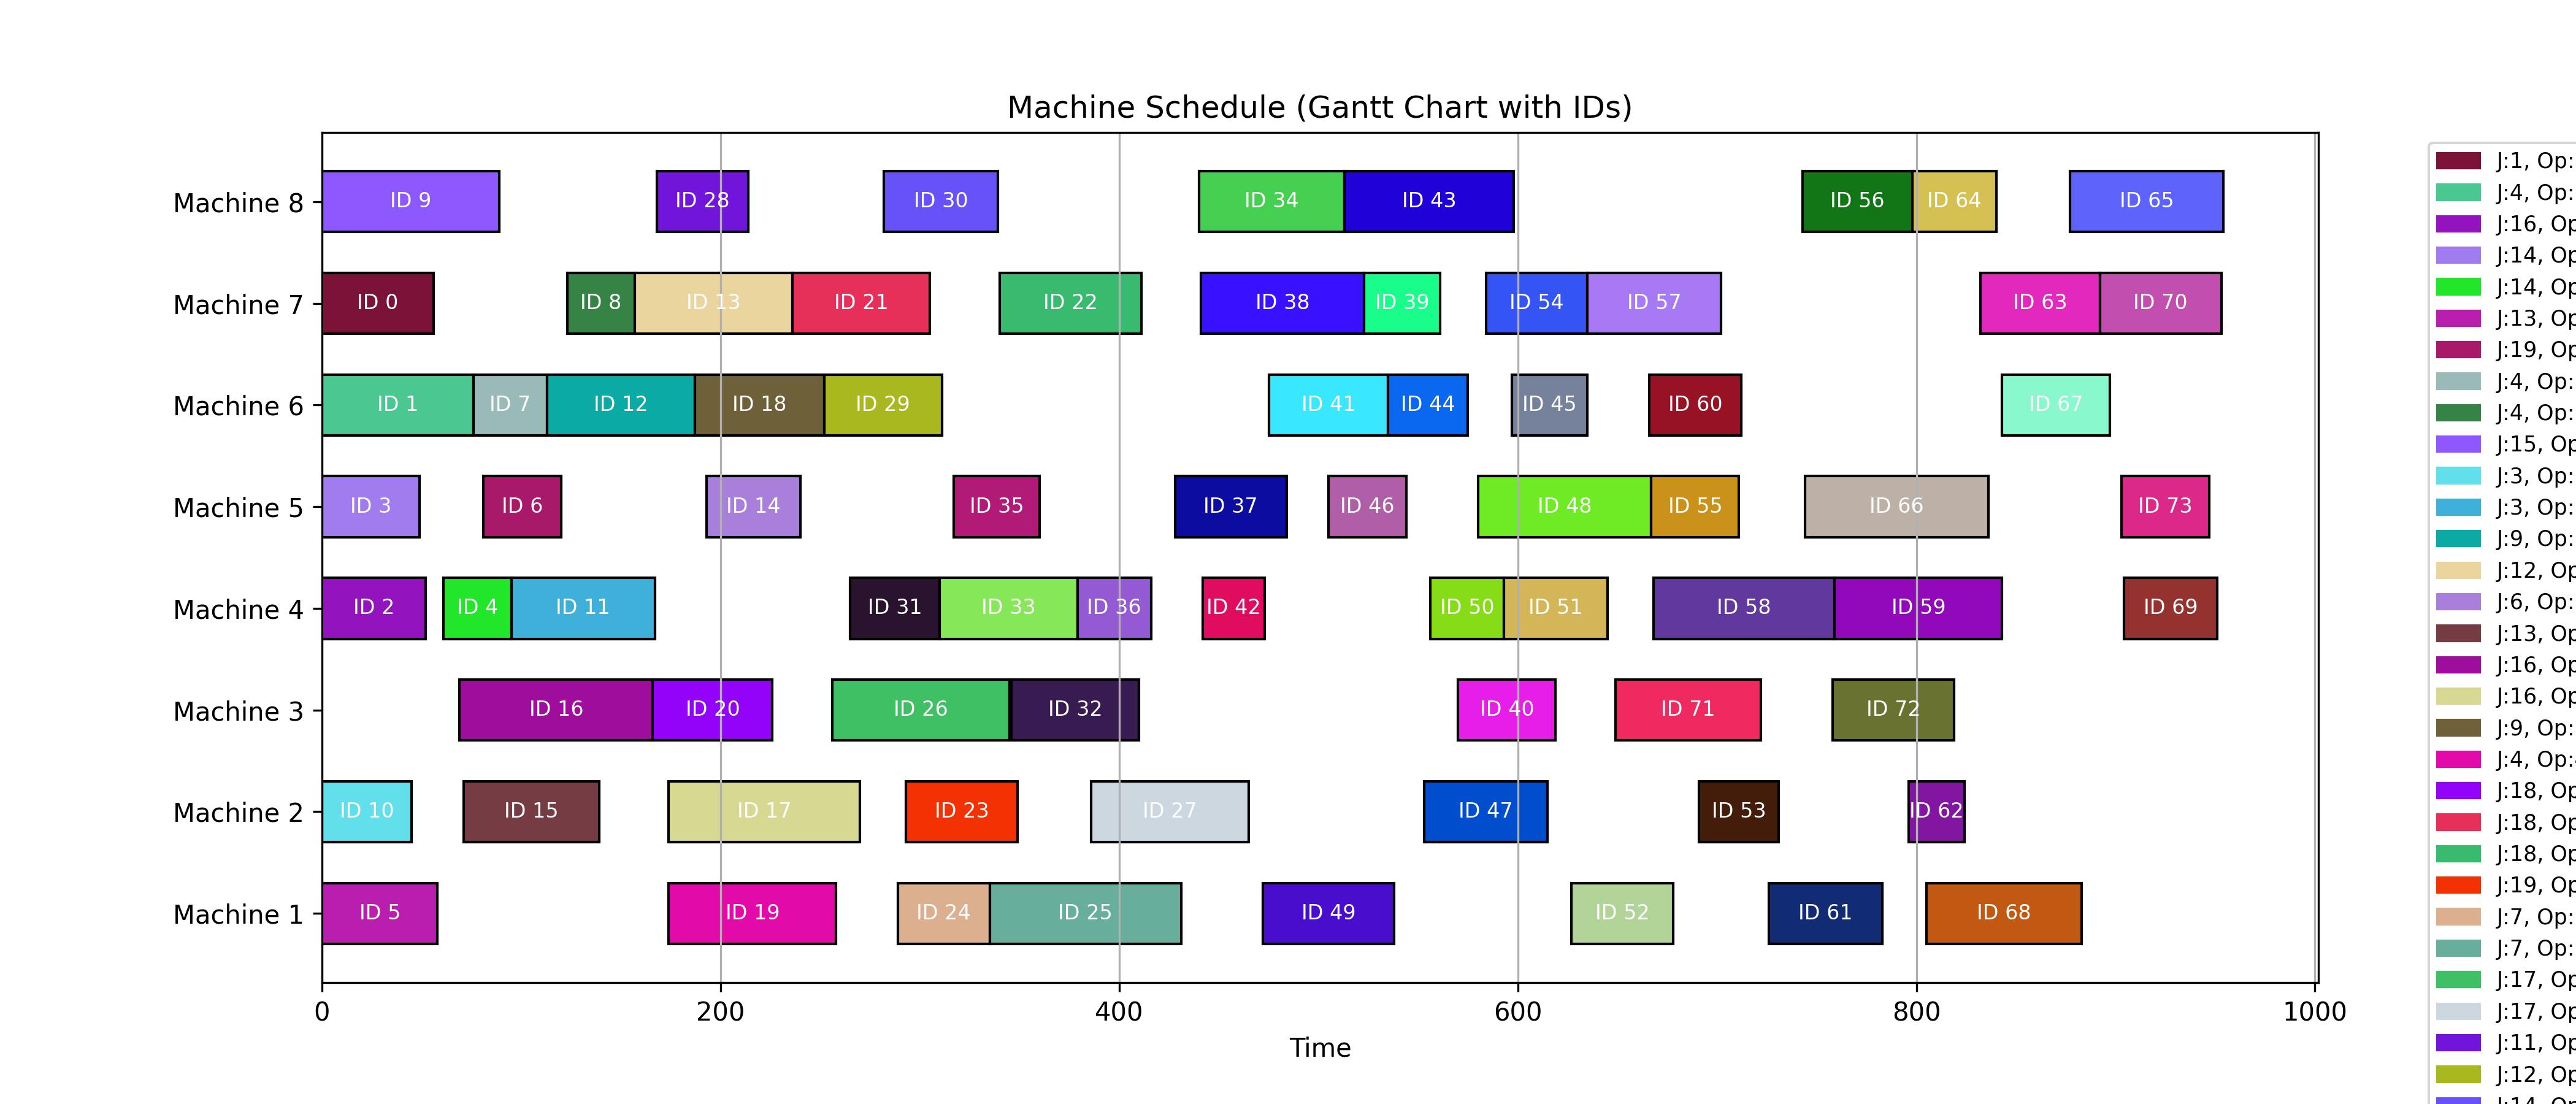 Machine Schedule (Gantt Chart with IDs)
Machine 8
ID 9
ID 28
ID 30
ID 34
ID 43
ID 56
ID 64
ID 65
Machine 7
ID 0
ID 8
ID 13
ID 21
ID 22
ID 38
ID 39
ID 54
ID 57
ID 63
ID 70
Machine 6
ID 1
ID 7
ID 12
ID 18
ID 29
ID 41
ID 44
ID 45
ID 60
ID 67
Machine 5
ID 3
ID 6
ID 14
ID 35
ID 37
ID 46
ID 48
ID 55
ID 66
ID 73
Machine 4
ID 2
ID 4
ID 11
ID 31
ID 33
ID 36
ID 42
ID 50
ID 51
ID 58
ID 59
ID 69
Machine 3
ID 16
ID 20
ID 26
ID 32
ID 40
ID 71
ID 72
Machine 2
ID 10
ID 15
ID 17
ID 23
ID 27
ID 47
ID 53
ID 62
Machine 1
ID 5
ID 19
ID 24
ID 25
ID 49
ID 52
ID 61
ID 68
0
200
400
600
800
1000
Time
J:1, Op:
J:4, Op:
J:16, Op
J:14, Op
J:14, Op
J:13, Op
J:19, Op
J:4, Op:
J:4, Op:
J:15, Op
J:3, Op:
J:3, Op:
J:9, Op:
J:12, Op
J:6, Op:
J:13, Op
J:16, Op
J:16, Op
J:9, Op:
J:4, Op:
J:18, Op
J:18, Op
J:18, Op
J:19, Op
J:7, Op:
J:7, Op:
J:17, Op
J:17, Op
J:11, Op
J:12, Op
J:14, Op